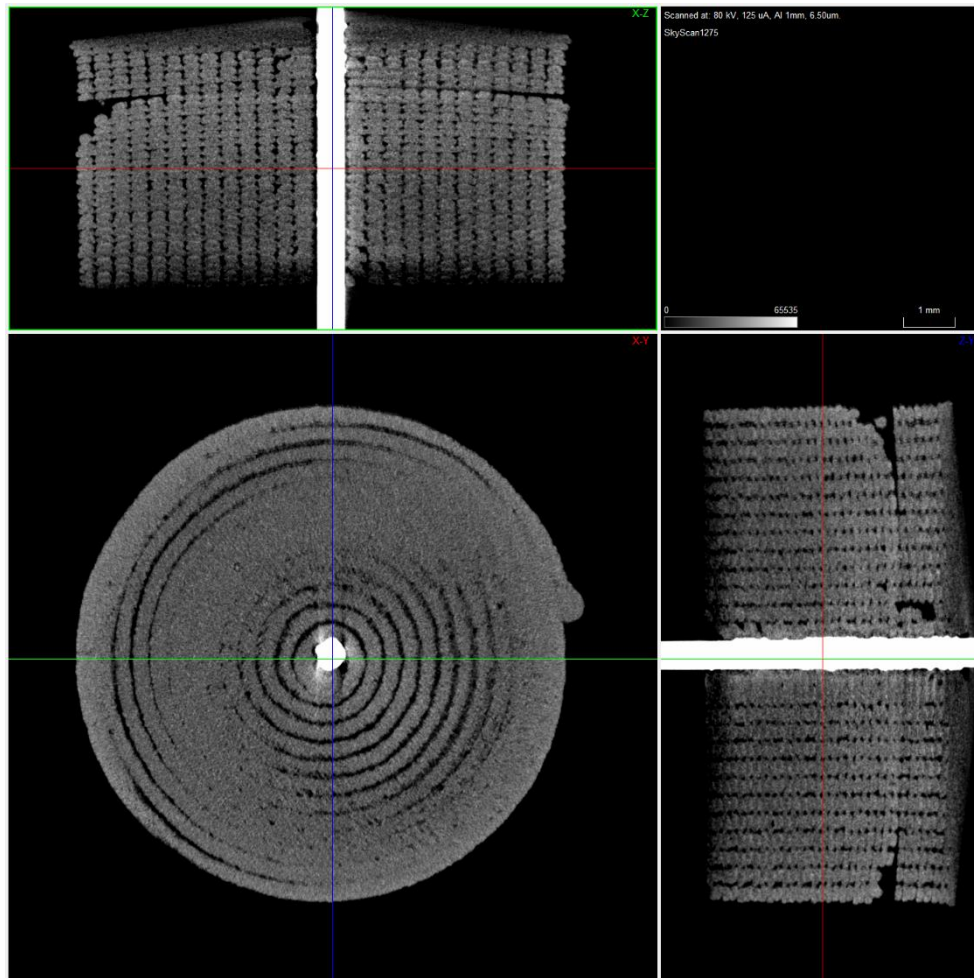 X-Z
Scanned at: 80 kV, 125 uA, Al 1mm, 6.50um.
SkyScan1275
0 65535
1 mm
X-Y